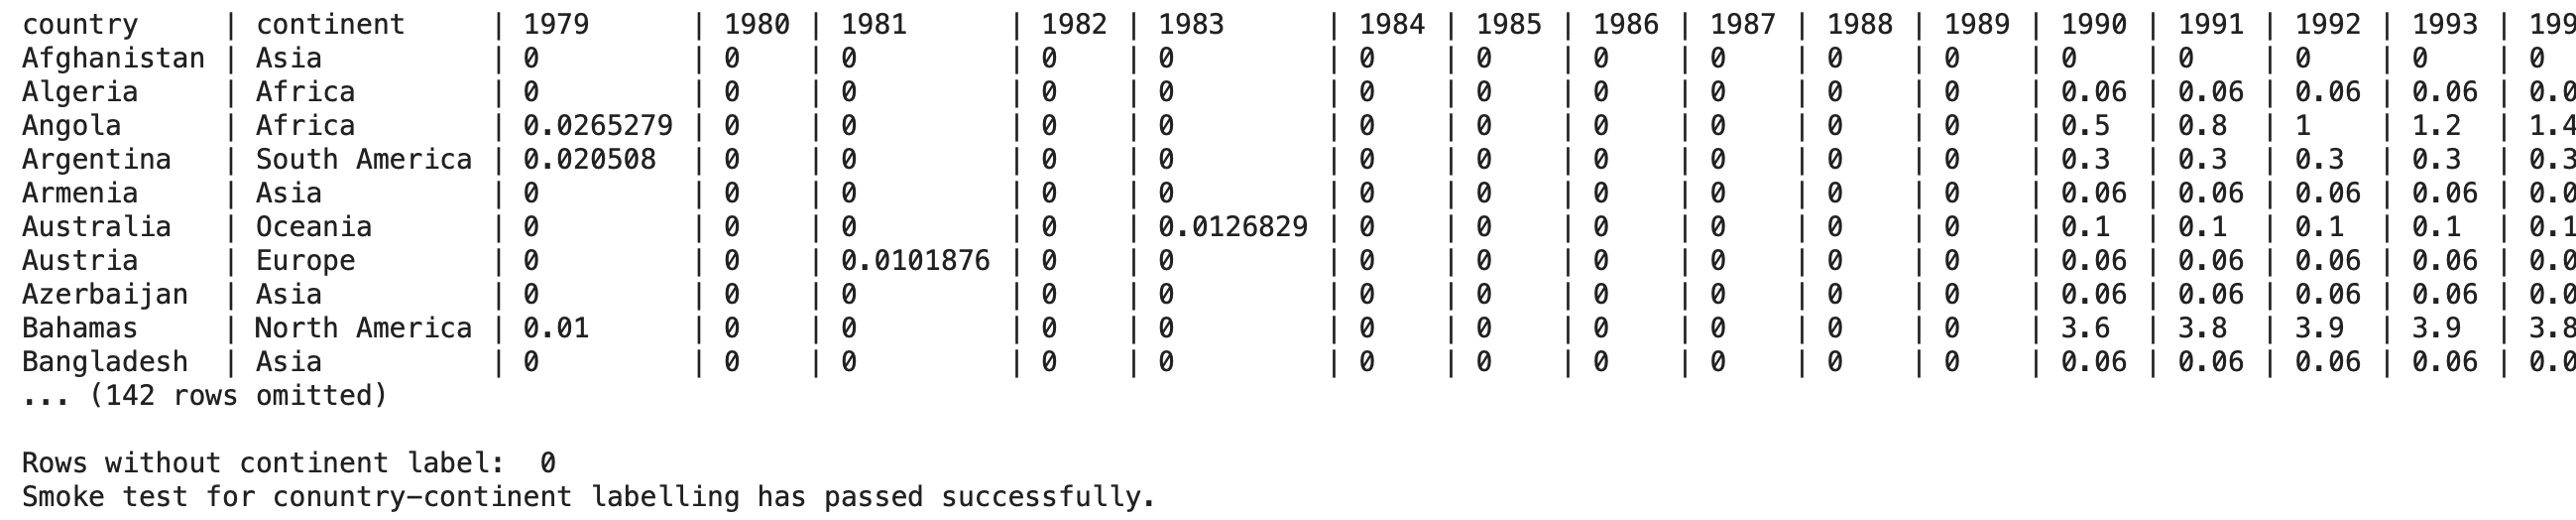 country | continent | 1979 | 1980 | 1981 | 1982 | 1983 | 1984 | 1985 | 1986 | 1987 | 1988 | 1989 | 1990 | 1991 | 1992 | 1993 | 199
Afghanistan | Asia | 0 | 0 | 0 | 0 | 0 | 0 | 0 | 0 | 0 | 0 | 0 | 0 | 0 | 0 | 0 | 0
Algeria | Africa | 0 | 0 | 0 | 0 | 0 | 0 | 0 | 0 | 0 | 0 | 0 | 0.06 | 0.06 | 0.06 | 0.06 | 0.0
Angola | Africa | 0.0265279 | 0 | 0 | 0 | 0 | 0 | 0 | 0 | 0 | 0 | 0 | 0.5 | 0.8 | 1 | 1.2 | 1.4
Argentina | South America | 0.020508 | 0 | 0 | 0 | 0 | 0 | 0 | 0 | 0 | 0 | 0 | 0.3 | 0.3 | 0.3 | 0.3 | 0.3
Armenia | Asia | 0 | 0 | 0 | 0 | 0 | 0 | 0 | 0 | 0 | 0 | 0 | 0.06 | 0.06 | 0.06 | 0.06 | 0.0
Australia | Oceania | 0 | 0 | 0 | 0 | 0.0126829 | 0 | 0 | 0 | 0 | 0 | 0 | 0.1 | 0.1 | 0.1 | 0.1 | 0.1
Austria | Europe | 0 | 0 | 0.0101876 | 0 | 0 | 0 | 0 | 0 | 0 | 0 | 0 | 0.06 | 0.06 | 0.06 | 0.06 | 0.0
Azerbaijan | Asia | 0 | 0 | 0 | 0 | 0 | 0 | 0 | 0 | 0 | 0 | 0 | 0.06 | 0.06 | 0.06 | 0.06 | 0.0
Bahamas | North America | 0.01 | 0 | 0 | 0 | 0 | 0 | 0 | 0 | 0 | 0 | 0 | 3.6 | 3.8 | 3.9 | 3.9 | 3.8
Bangladesh | Asia | 0 | 0 | 0 | 0 | 0 | 0 | 0 | 0 | 0 | 0 | 0 | 0.06 | 0.06 | 0.06 | 0.06 | 0.0
... (142 rows omitted)
Rows without continent label:  0
Smoke test for conuntry-continent labelling has passed successfully.